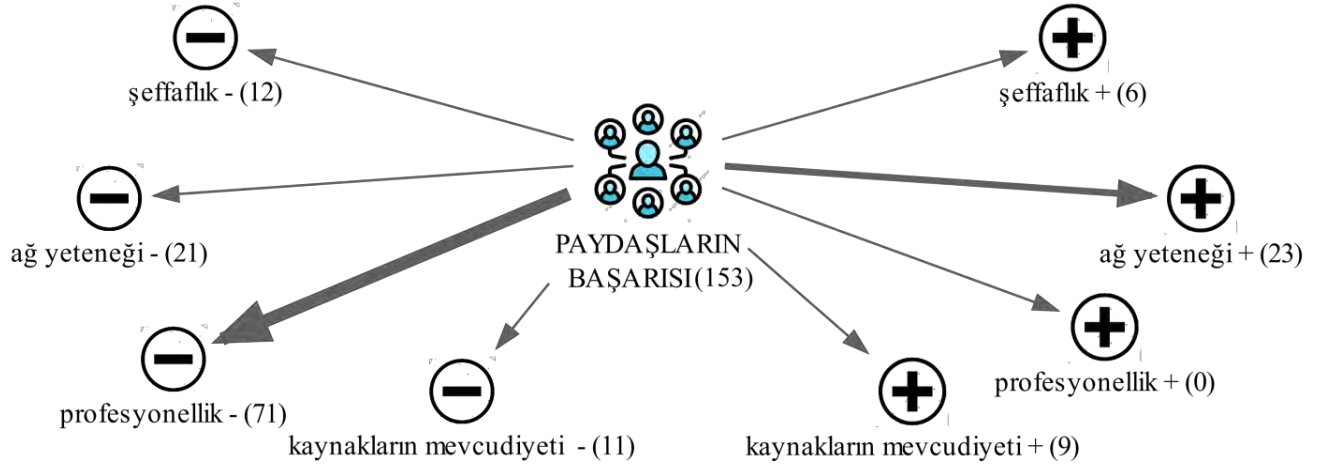 şeffaflık - (12)
şeffaflık + (6)
ağ yeteneği - (21)
PAYDAŞLARIN
BAŞARISI(153)
ağ yeteneği + (23)
profesyonellik - (71)
kaynakların mevcudiyeti - (11)
kaynakların mevcudiyeti + (9)
profesyonellik + (0)